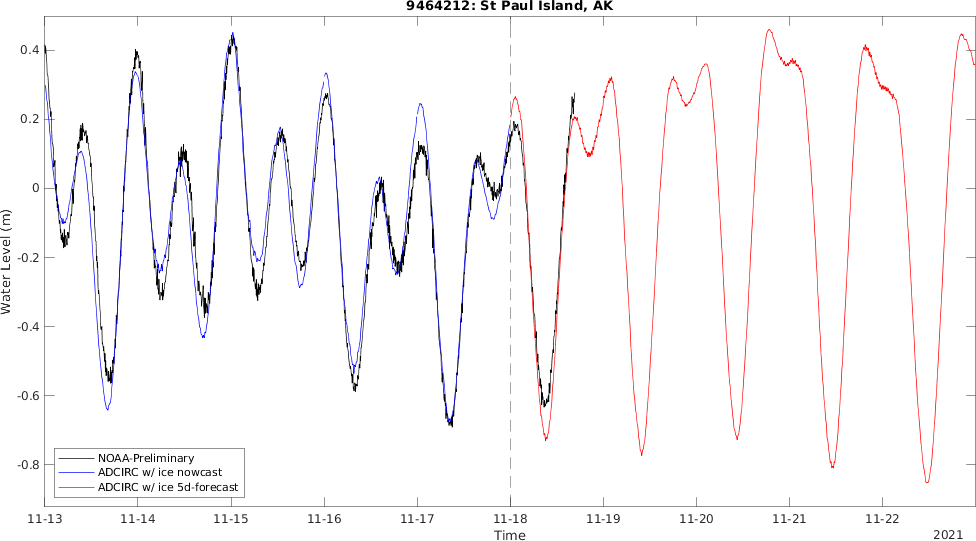 9464212: St Paul Island, AK
0.4
0.2
0
-0.2
-0.4
-0.6
-0.8
Water Level (m)
NOAA-Preliminary
ADCIRC w/ ice nowcast
ADCIRC w/ ice 5d-forecast
11-13 11-14 11-15 11-16 11-17 11-18 11-19 11-20 11-21 11-22
Time
2021